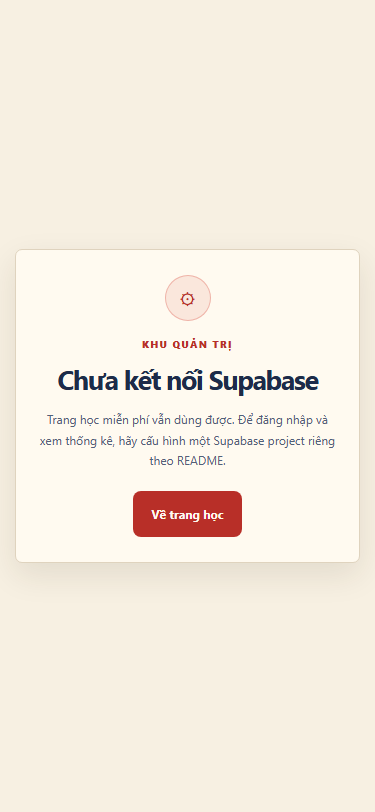 KHU QUẢN TRỊ
Chưa kết nối Supabase
Trang học miễn phí vẫn dùng được. Để đăng nhập và
xem thống kê, hãy cấu hình một Supabase project riêng
theo README.
Về trang học